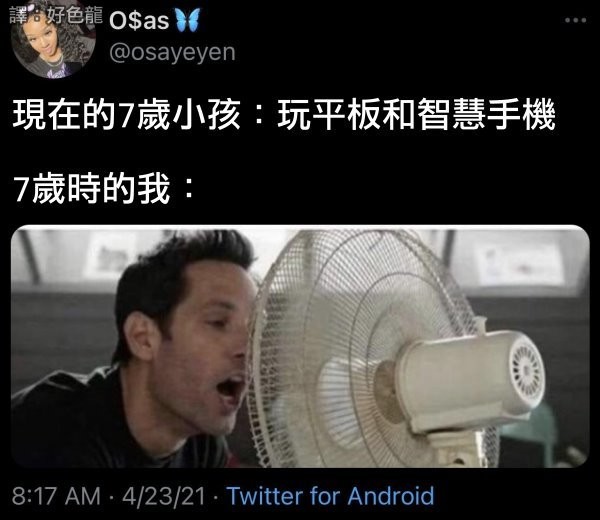 譯：好色龍
O$as
@osayeyen
現在的7歲小孩：玩平板和智慧手機
7歲時的我：
8:17 AM · 4/23/21 · Twitter for Android